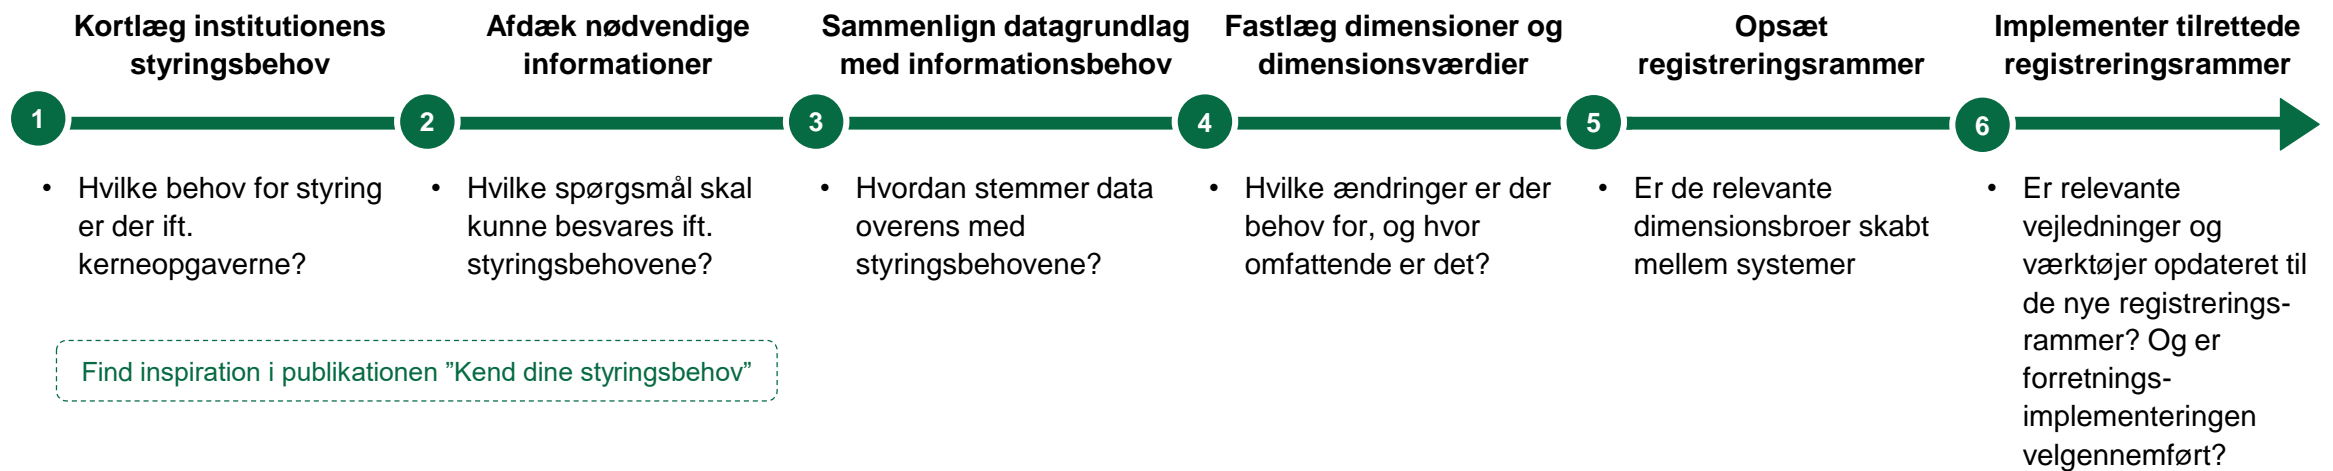 Kortlæg institutionens
styringsbehov
Afdæk nødvendige
informationer
Sammenlign datagrundlag
med informationsbehov
Fastlæg dimensioner og
dimensionsværdier
Opsæt
registreringsrammer
Implementer tilrettede
registreringsrammer
1
2
3
4
5
6
• Hvilke behov for styring
er der ift.
kerneopgaverne?
• Hvilke spørgsmål skal
kunne besvares ift.
styringsbehovene?
• Hvordan stemmer data
overens med
styringsbehovene?
• Hvilke ændringer er der
behov for, og hvor
omfattende er det?
• Er de relevante
dimensionsbroer skabt
mellem systemer
• Er relevante
vejledninger og
værktøjer opdateret til
de nye registrerings-
rammer? Og er
forretnings-
implementeringen
velgennemført?
Find inspiration i publikationen ”Kend dine styringsbehov”